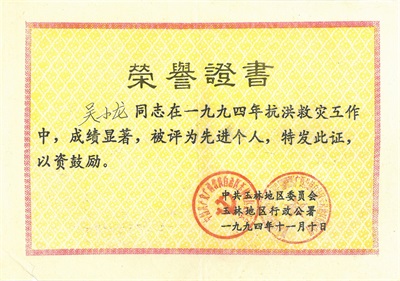 榮譽證書
吴小龙同志在一九九四年抗洪救灾工作
中，成绩显著，被评为先进个人，特发此证，
以资鼓励。
中共玉林地区委员会
玉林地区行政公署
一九九四年十一月十日